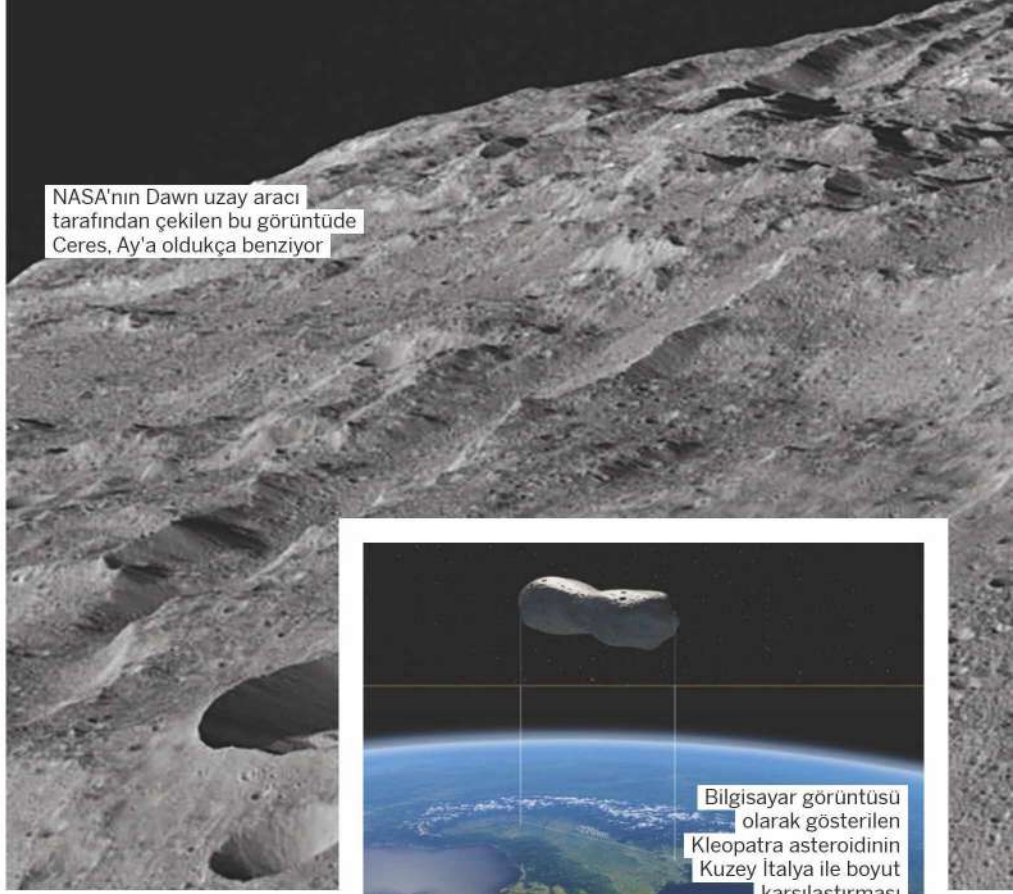 NASA'nın Dawn uzay aracı
tarafından çekilen bu görüntüde
Ceres, Ay'a oldukça benziyor
Bilgisayar görüntüsü
olarak gösterilen
Kleopatra asteroidinin
Kuzey İtalya ile boyut
karşılaştırması